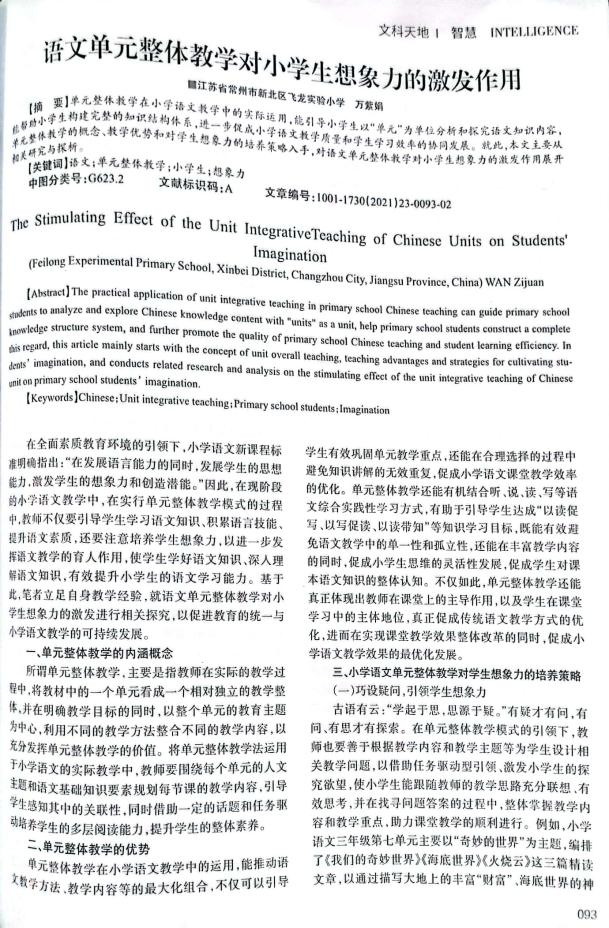 文科天地 | 智慧 INTELLIGENCE
语文单元整体教学对小学生想象力的激发作用
■江苏省常州市新北区飞龙实验小学 万紫娟
【摘 要】单元整体教学在小学语文教学中的实际运用,能引导小学生以“单元”为单位分析和探究语文知识内容,
能帮助小学生构建完整的知识结构体系,进一步促成小学语文教学质量和学生学习效率的协同发展。就此,本文主要从
单元整体教学的概念、教学优势和对学生想象力的培养策略入手,对语文单元整体教学对小学生想象力的激发作用展开
相关研究与探析。
【关键词】语文;单元整体教学;小学生;想象力
中图分类号:G623.2 文献标识码:A 文章编号:1001-1730(2021)23-0093-02
The Stimulating Effect of the Unit IntegrativeTeaching of Chinese Units on Students'
Imagination
(Feilong Experimental Primary School, Xinbei District, Changzhou City, Jiangsu Province, China) WAN Zijuan
【Abstract】The practical application of unit integrative teaching in primary school Chinese teaching can guide primary school
students to analyze and explore Chinese knowledge content with "units" as a unit, help primary school students construct a complete
knowledge structure system, and further promote the quality of primary school Chinese teaching and student learning efficiency. In
this regard, this article mainly starts with the concept of unit overall teaching, teaching advantages and strategies for cultivating stu-
dents' imagination, and conducts related research and analysis on the stimulating effect of the unit integrative teaching of Chinese
unit on primary school students' imagination.
【Keywords】Chinese; Unit integrative teaching; Primary school students; Imagination
在全面素质教育环境的引领下,小学语文新课程标
准明确指出:“在发展语言能力的同时,发展学生的思想
能力,激发学生的想象力和创造潜能。”因此,在现阶段
的小学语文教学中,在实行单元整体教学模式的过程
中,教师不仅要引导学生学习语文知识、积累语言技能、
提升语文素质,还要注意培养学生想象力,以进一步发
挥语文教学的育人作用,使学生学好语文知识、深入理
解语文知识,有效提升小学生的语文学习能力。基于
此,笔者立足自身教学经验,就语文单元整体教学对小
学生想象力的激发进行相关探究,以促进教育的统一与
小学语文教学的可持续发展。
一、单元整体教学的内涵概念
所谓单元整体教学,主要是指教师在实际的教学过
程中,将教材中的一个单元看成一个相对独立的教学整
体,并在明确教学目标的同时,以整个单元的教育主题
为中心,利用不同的教学方法整合不同的教学内容,以
充分发挥单元整体教学的价值。将单元整体教学法运用
于小学语文的实际教学中,教师要围绕每个单元的人文
主题和语文基础知识要素规划每节课的教学内容,引导
学生感知其中的关联性,同时借助一定的话题和任务驱
动培养学生的多层阅读能力,提升学生的整体素养。
二、单元整体教学的优势
单元整体教学在小学语文教学中的运用,能推动语
文教学方法、教学内容等的最大化组合,不仅可以引导
学生有效巩固单元教学重点,还能在合理选择的过程中
避免知识讲解的无效重复,促成小学语文课堂教学效率
的优化。单元整体教学还能有机结合听、说、读、写等语
文综合实践性学习方式,有助于引导学生达成“以读促
写、以写促读、以读带知”等知识学习目标,既能有效避
免语文教学中的单一性和孤立性,还能在丰富教学内容
的同时,促成小学生思维的灵活性发展,促成学生对课
本语文知识的整体认知。不仅如此,单元整体教学还能
真正体现出教师在课堂上的主导作用,以及学生在课堂
学习中的主体地位,真正促成传统语文教学方式的优
化,进而在实现课堂教学效果整体改革的同时,促成小
学语文教学效果的最优化发展。
三、小学语文单元整体教学对学生想象力的培养策略
(一)巧设疑问,引领学生想象力
古语有云:“学起于思,思源于疑。”有疑才有问,有
问、有思才有探索。在单元整体教学模式的引领下,教
师也要善于根据教学内容和教学主题等为学生设计相
关教学问题,以借助任务驱动型引领、激发小学生的探
究欲望,使小学生能跟随教师的教学思路充分联想、有
效思考,并在找寻问题答案的过程中,整体掌握教学内
容和教学重点,助力课堂教学的顺利进行。例如,小学
语文三年级第七单元主要以“奇妙的世界”为主题,编排
了《我们的奇妙世界》《海底世界》《火烧云》这三篇精读
文章,以通过描写大地上的丰富“财富”、海底世界的神
093